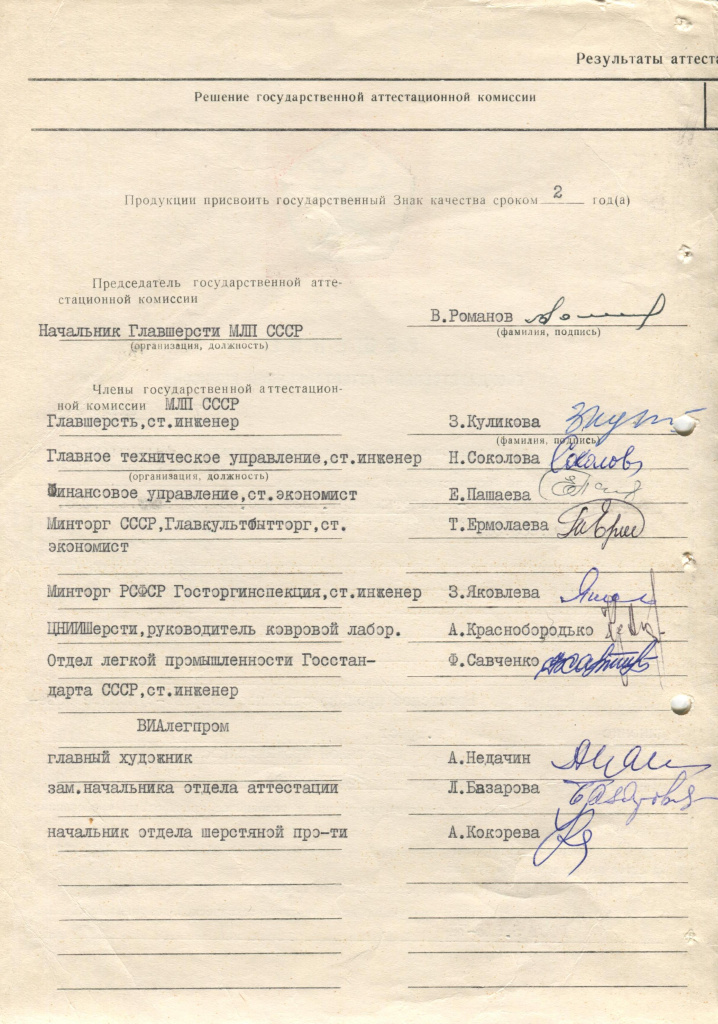 Результаты аттеста
Решение государственной аттестационной комиссии
Продукции присвоить государственный Знак качества сроком 2 год(а)
Председатель государственной атте-
стационной комиссии
В.Романов
Начальник Главшерсти МЛП СССР
(фамилия, подпись)
(организация, должность)
Члены государственной аттестацион-
ной комиссии МЛП СССР
Главшерсть,ст.инженер З.Куликова
(фамилия, подпись)
Главное техническое управление,ст.инженер Н.Соколова Соколов
(организация, должность)
Финансовое управление,ст.экономист Е.Пашаева
Минторг СССР,Главкультбытторг,ст. Т.Ермолаева
экономист
Минторг РСФСР Госторгинспекция,ст.инженер З.Яковлева
ЦНИИШерсти,руководитель ковровой лабор. А.Краснобородько
Отдел легкой промышленности Госстан- Ф.Савченко
дарта СССР,ст.инженер
ВИАлегпром
главный художник А.Недачин
зам.начальника отдела аттестации Л.Базарова
начальник отдела шерстяной про-ти А.Кокорева